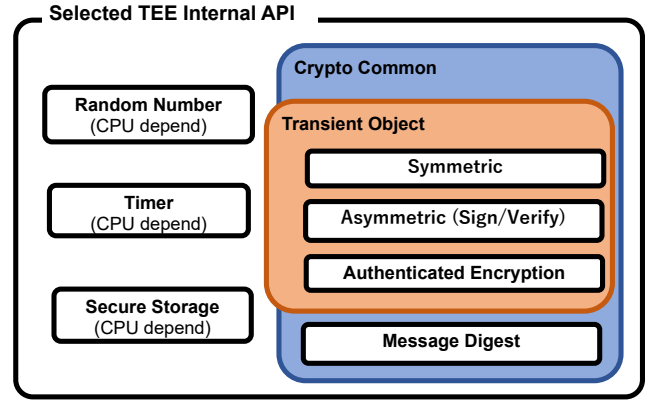 Selected TEE Internal API
Random Number
(CPU depend)
Timer
(CPU depend)
Secure Storage
(CPU depend)
Crypto Common
Transient Object
Symmetric
Asymmetric (Sign/Verify)
Authenticated Encryption
Message Digest